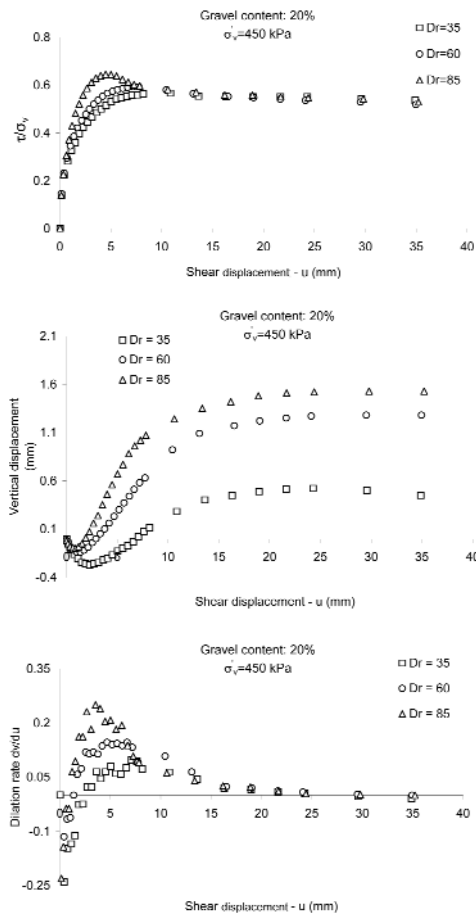 Gravel content: 20%
σ'v=450 kPa
Dr=35
Dr=60
Dr=85
0.8
0.6
0.4
0.2
0
τ/σv
0 5 10 15 20 25 30 35 40
Shear displacement - u (mm)
Gravel content: 20%
σ'v=450 kPa
Dr = 35
Dr = 60
Dr = 85
2.1
1.6
1.1
0.6
0.1
-0.4
Vertical displacement
(mm)
0 10 20 30 40
Shear displacement - u (mm)
Gravel content: 20%
σ'v=450 kPa
Dr = 35
Dr = 60
Dr = 85
0.35
0.2
0.05
-0.1
-0.25
Dilation rate dv/du
0 5 10 15 20 25 30 35 40
Shear displacement - u (mm)